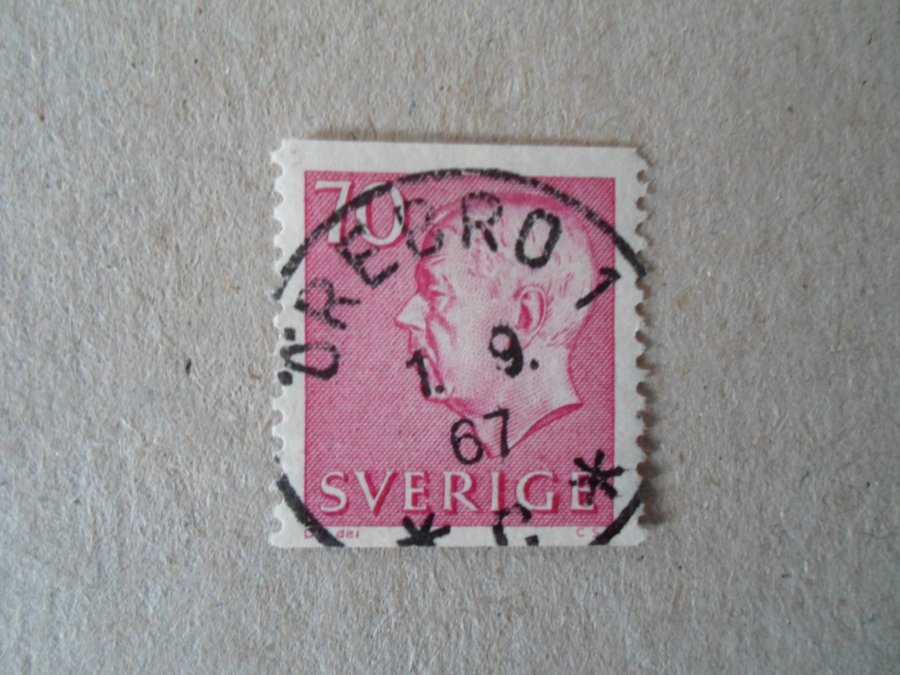 70
ÖREBRO 1
1. 9.
67
SVERIGE
* C *